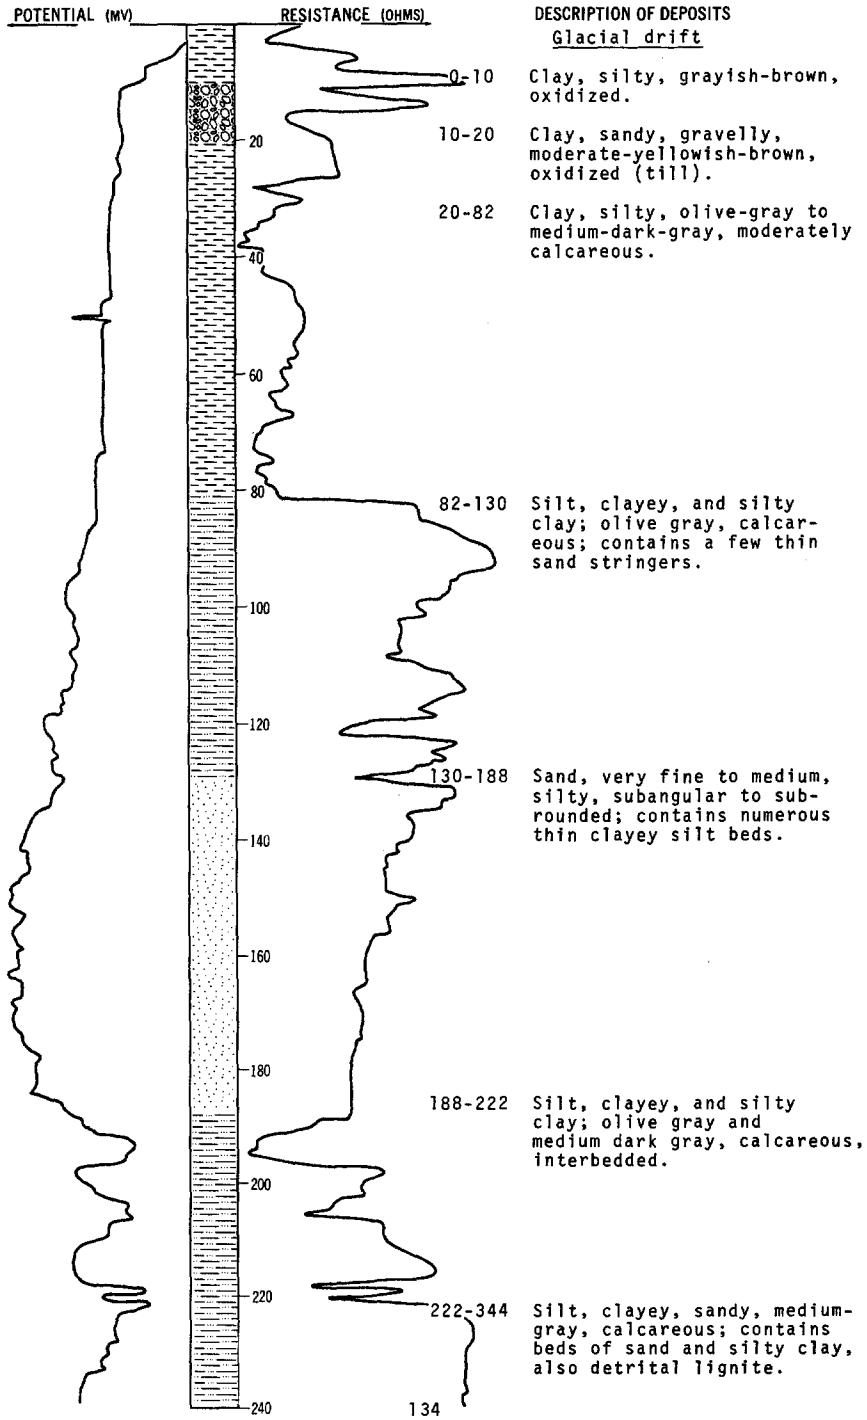 POTENTIAL (MV) RESISTANCE (OHMS) DESCRIPTION OF DEPOSITS
Glacial drift
0-10 Clay, silty, grayish-brown,
oxidized.
20
10-20 Clay, sandy, gravelly,
moderate-yellowish-brown,
oxidized (till).
20-82 Clay, silty, olive-gray to
medium-dark-gray, moderately
calcareous.
40
60
80
82-130 Silt, clayey, and silty
clay; olive gray, calcar-
eous; contains a few thin
sand stringers.
100
120
130-188 Sand, very fine to medium,
silty, subangular to sub-
rounded; contains numerous
thin clayey silt beds.
140
160
180
188-222 Silt, clayey, and silty
clay; olive gray and
medium dark gray, calcareous,
interbedded.
200
220
222-344 Silt, clayey, sandy, medium-
gray, calcareous; contains
beds of sand and silty clay,
also detrital lignite.
240
134